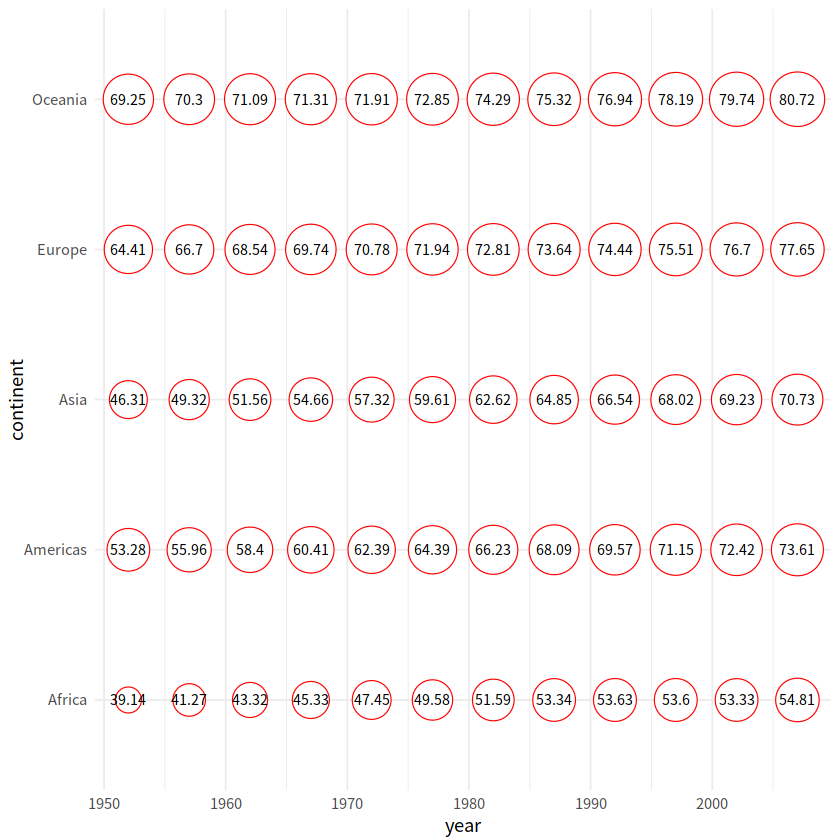 Oceania 69.25 70.3 71.09 71.31 71.91 72.85 74.29 75.32 76.94 78.19 79.74 80.72
Europe 64.41 66.7 68.54 69.74 70.78 71.94 72.81 73.64 74.44 75.51 76.7 77.65
Asia 46.31 49.32 51.56 54.66 57.32 59.61 62.62 64.85 66.54 68.02 69.23 70.73
continent
Americas 53.28 55.96 58.4 60.41 62.39 64.39 66.23 68.09 69.57 71.15 72.42 73.61
Africa 39.14 41.27 43.32 45.33 47.45 49.58 51.59 53.34 53.63 53.6 53.33 54.81
1950 1960 1970 1980 1990 2000
year